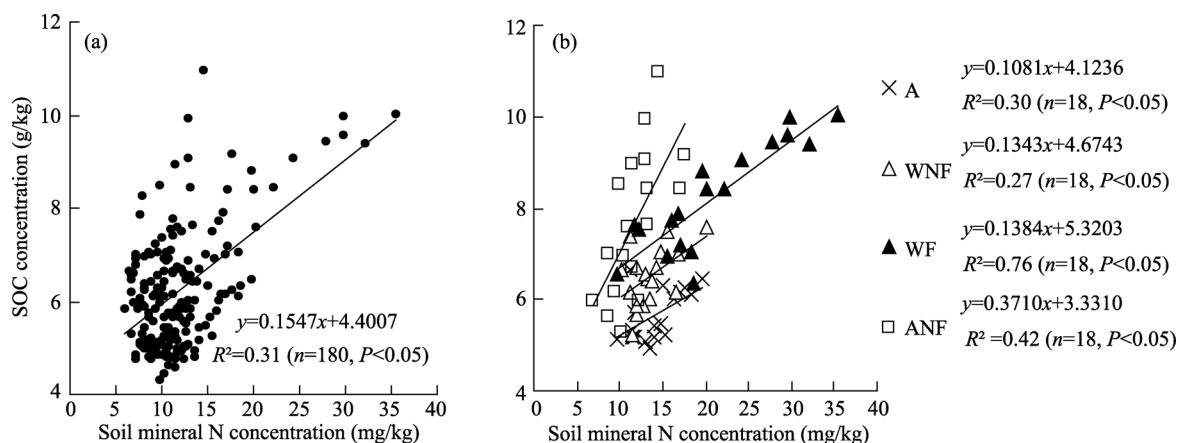 (a)
SOC concentration (g/kg)
12
10
8
6
4
0 5 10 15 20 25 30 35 40
Soil mineral N concentration (mg/kg)
y=0.1547x+4.4007
R²=0.31 (n=180, P<0.05)
(b)
12
10
8
6
4
0 5 10 15 20 25 30 35 40
Soil mineral N concentration (mg/kg)
A
y=0.1081x+4.1236
R²=0.30 (n=18, P<0.05)
WNF
y=0.1343x+4.6743
R²=0.27 (n=18, P<0.05)
WF
y=0.1384x+5.3203
R²=0.76 (n=18, P<0.05)
ANF
y=0.3710x+3.3310
R² =0.42 (n=18, P<0.05)